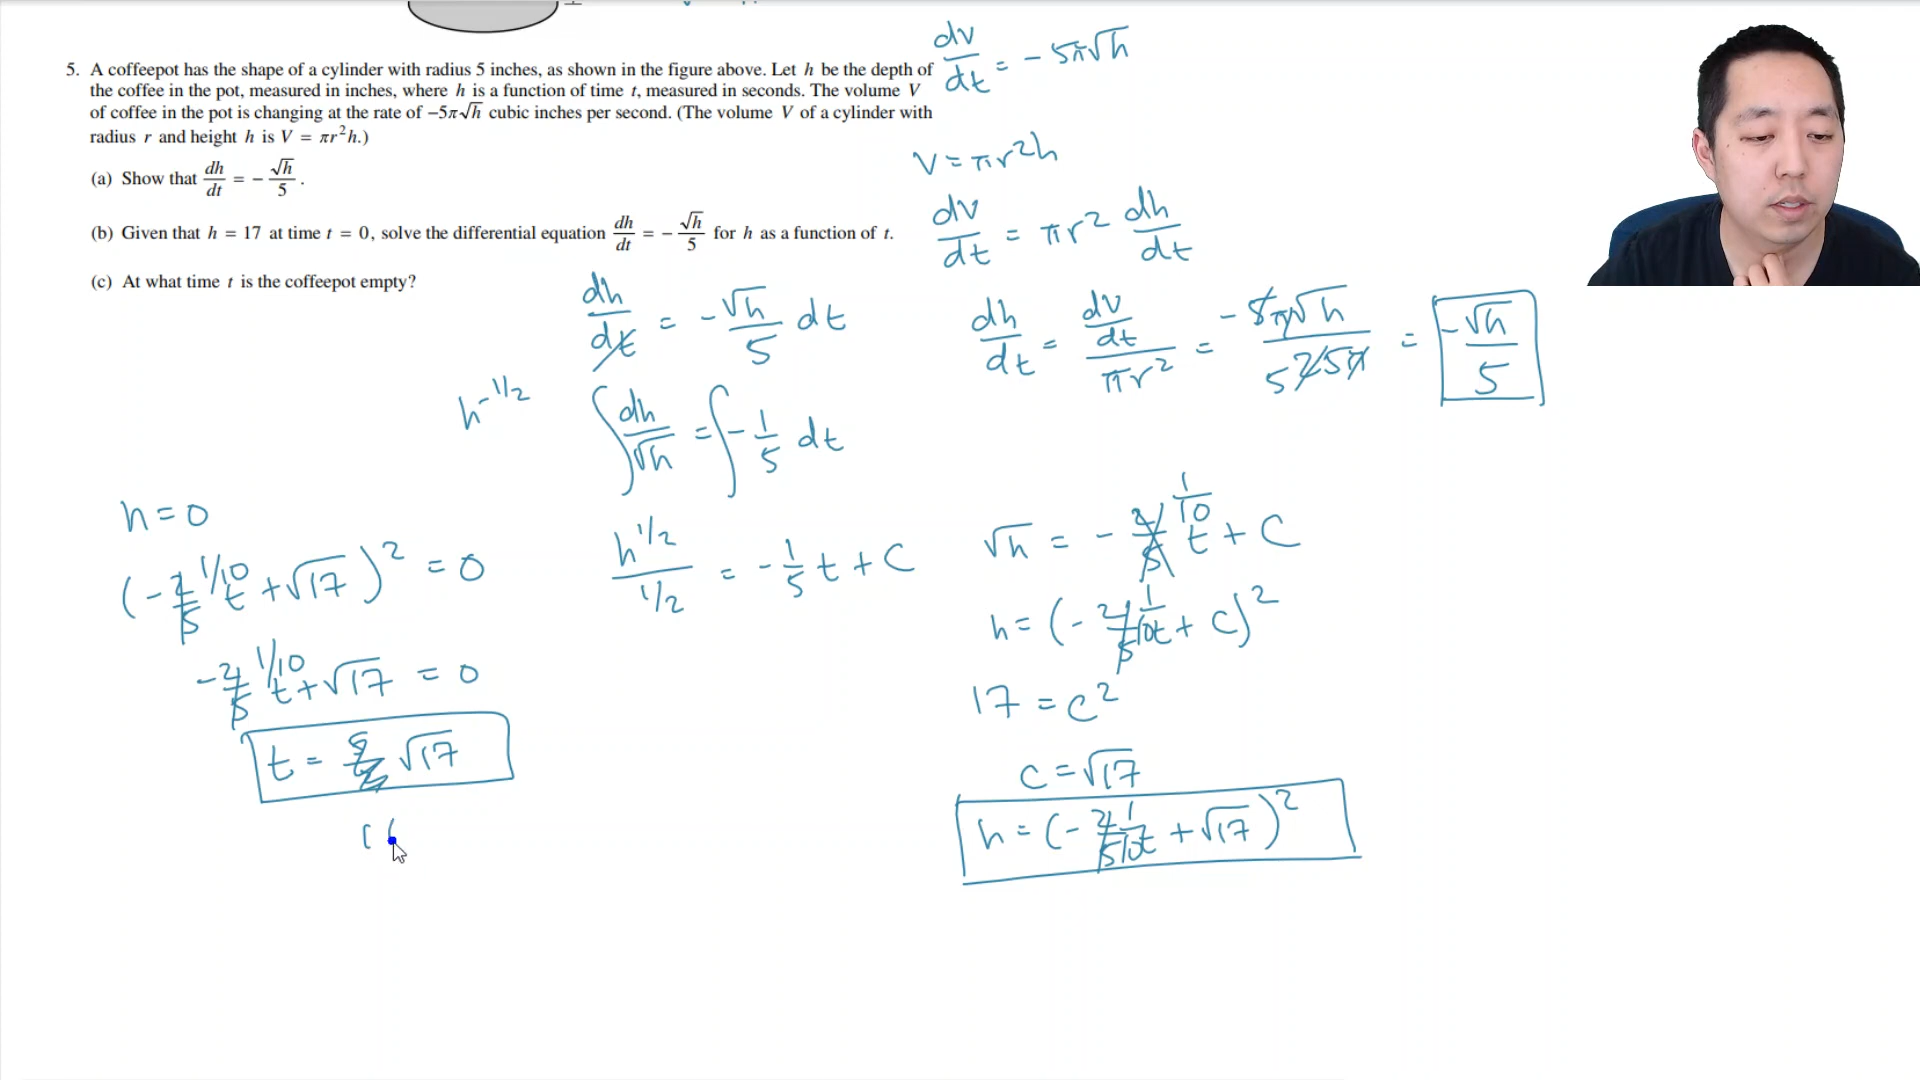 5. A coffeepot has the shape of a cylinder with radius 5 inches, as shown in the figure above. Let h be the depth of
the coffee in the pot, measured in inches, where h is a function of time t, measured in seconds. The volume V
of coffee in the pot is changing at the rate of −5π√h cubic inches per second. (The volume V of a cylinder with
radius r and height h is V = πr²h.)
(a) Show that dh/dt = −√h/5.
(b) Given that h = 17 at time t = 0, solve the differential equation dh/dt = −√h/5 for h as a function of t.
(c) At what time t is the coffeepot empty?
dv/dt = -5π√h
V = πr²h
dv/dt = πr² dh/dt
dh/dt = (dv/dt)/(πr²) = -5π√h/25π = -√h/5
5
dh/dt = -√h/5 dt
h^-1/2
∫ dh/√h = ∫ -1/5 dt
h^1/2 / 1/2 = -1/5 t + C
√h = - 1/10 t + C
h = (- 1/10 t + C)²
17 = C²
C = √17
h = (- 1/10 t + √17)²
h = 0
(- 1/10 t + √17)² = 0
- 1/10 t + √17 = 0
t = √17